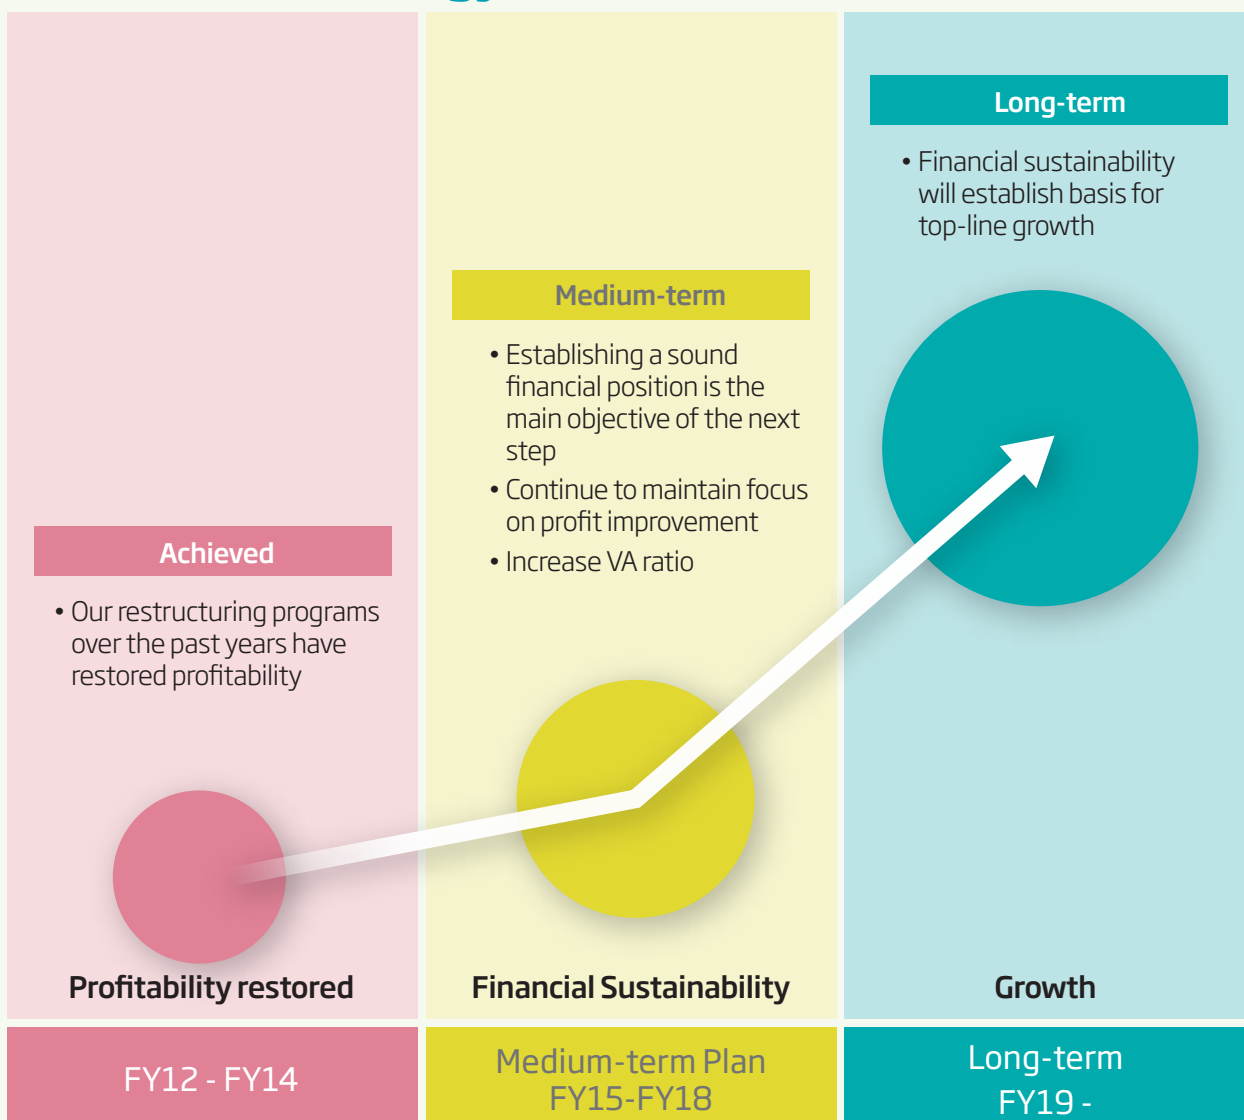 Long-term
• Financial sustainability
will establish basis for
top-line growth
Medium-term
• Establishing a sound
financial position is the
main objective of the next
step
• Continue to maintain focus
on profit improvement
• Increase VA ratio
Achieved
• Our restructuring programs
over the past years have
restored profitability
Profitability restored
Financial Sustainability
Growth
FY12 - FY14
Medium-term Plan
FY15-FY18
Long-term
FY19 -